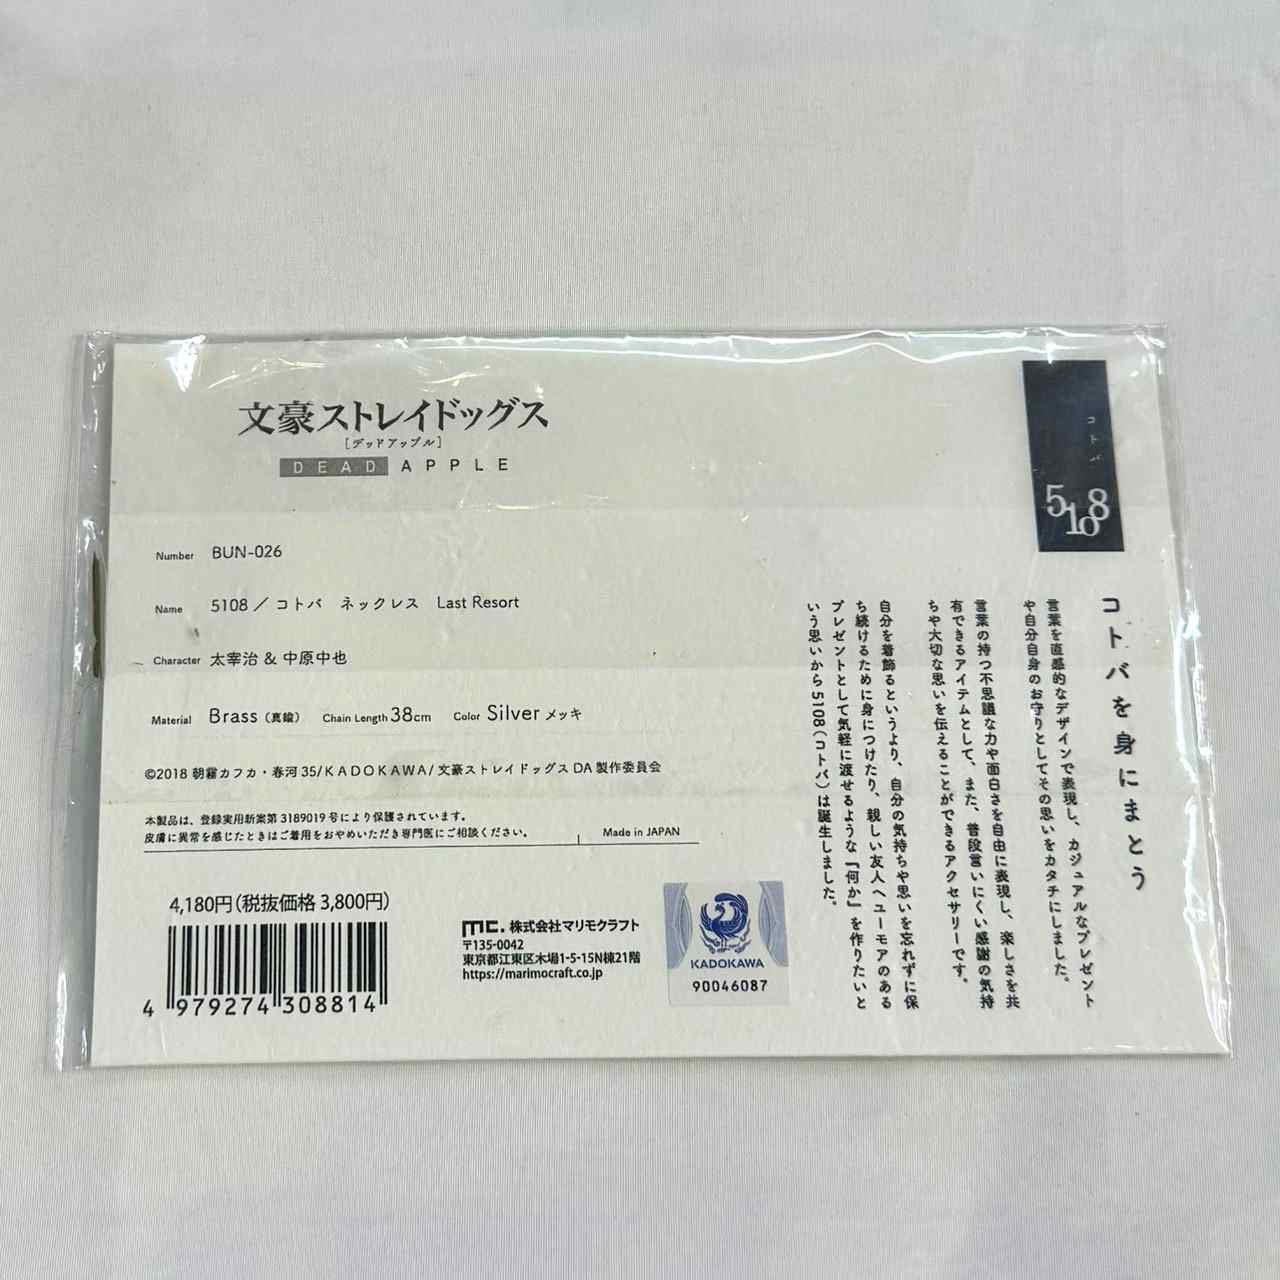 文豪ストレイドッグス
[デッドアップル]
DEAD APPLE
Number BUN-026
Name 5108／コトバ ネックレス Last Resort
Character 太宰治 & 中原中也
Material Brass（真鍮） Chain Length 38cm Color Silver メッキ
©2018 朝霧カフカ・春河35/KADOKAWA/文豪ストレイドッグスDA製作委員会
本製品は、登録実用新案第3189019号により保護されています。
皮膚に異常を感じたときはご着用をおやめいただき専門医にご相談ください。
Made in JAPAN
4,180円(税抜価格3,800円)
4 979274 308814
mc. 株式会社マリモクラフト
〒135-0042
東京都江東区木場1-5-15N棟21階
https://marimocraft.co.jp
KADOKAWA
90046087
コトバ
5108
コトバを身にまとう
言葉を直感的なデザインで表現し、カジュアルなプレゼント
や自分自身のお守りとしてその思いをカタチにしました。
言葉の持つ不思議な力や面白さを自由に表現し、楽しさを共
有できるアイテムとして、また、普段言いにくい感謝の気持
ちや大切な思いを伝えることができるアクセサリーです。
自分を着飾るというより、自分の気持ちや思いを忘れずに保
ち続けるために身につけたり、親しい友人へユーモアのある
プレゼントとして気軽に渡せるような「何か」を作りたいと
いう思いから5108（コトバ）は誕生しました。